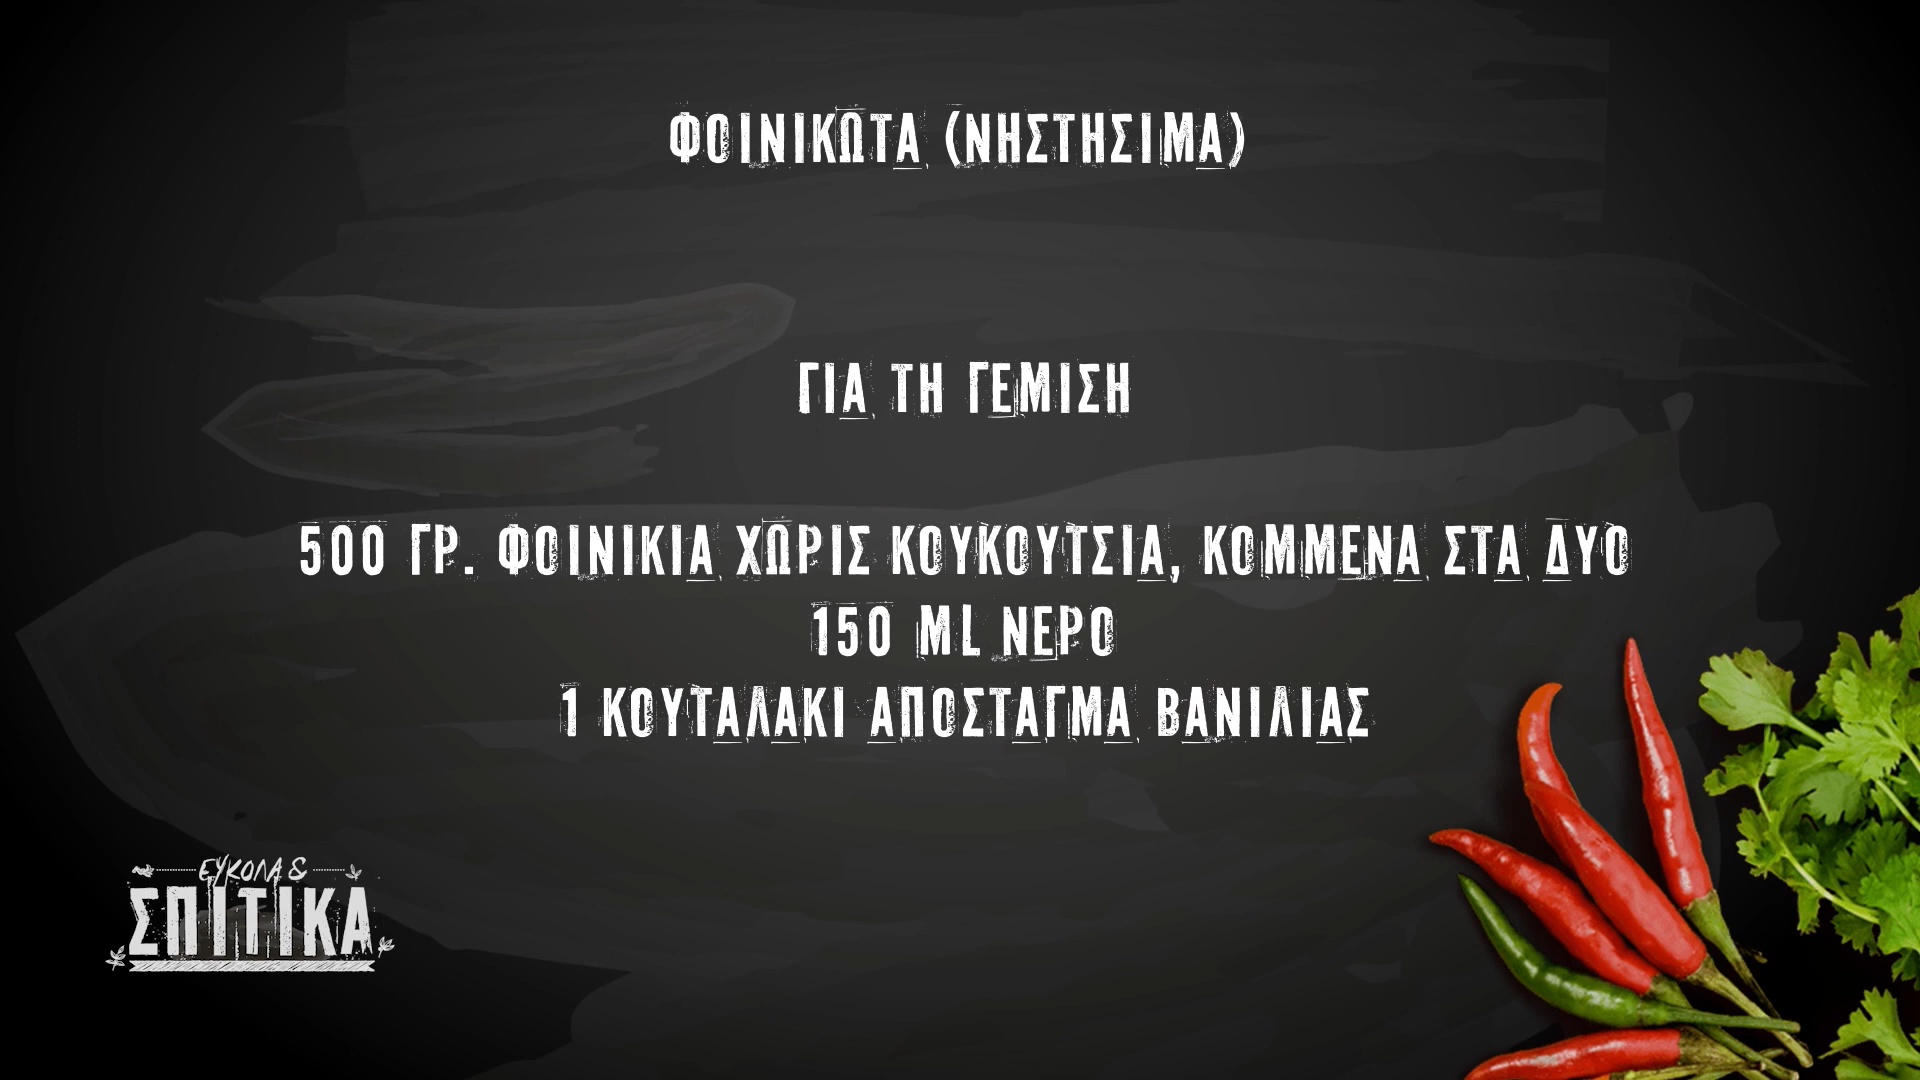 ΦΟΙΝΙΚΩΤΑ (ΝΗΣΤΗΣΙΜΑ)
ΓΙΑ ΤΗ ΓΕΜΙΣΗ
500 ΓΡ. ΦΟΙΝΙΚΙΑ ΧΩΡΙΣ ΚΟΥΚΟΥΤΣΙΑ, ΚΟΜΜΕΝΑ ΣΤΑ ΔΥΟ
150 ML ΝΕΡΟ
1 ΚΟΥΤΑΛΑΚΙ ΑΠΟΣΤΑΓΜΑ ΒΑΝΙΛΙΑΣ
ΕΥΚΟΛΑ &
ΣΠΙΤΙΚΑ